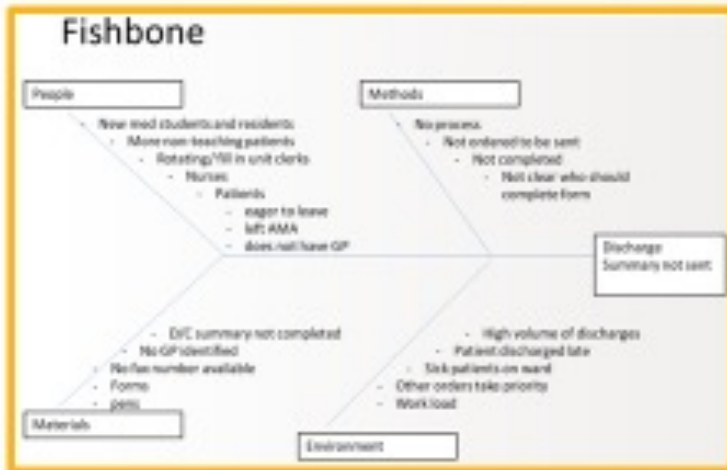 Fishbone
People
- New med students and residents
- More non-teaching patients
- Rotating/fill in unit clerks
- Nurses
- Patients
- eager to leave
- left AMA
- does not have GP
Methods
- No process
- Not ordered to be sent
- Not completed
- Not clear who should
complete form
Discharge
Summary not sent
- D/C summary not completed
- No GP identified
- No fax number available
- Forms
- pens
Materials
- High volume of discharges
- Patient discharged late
- Sick patients on ward
- Other orders take priority
- Work load
Environment